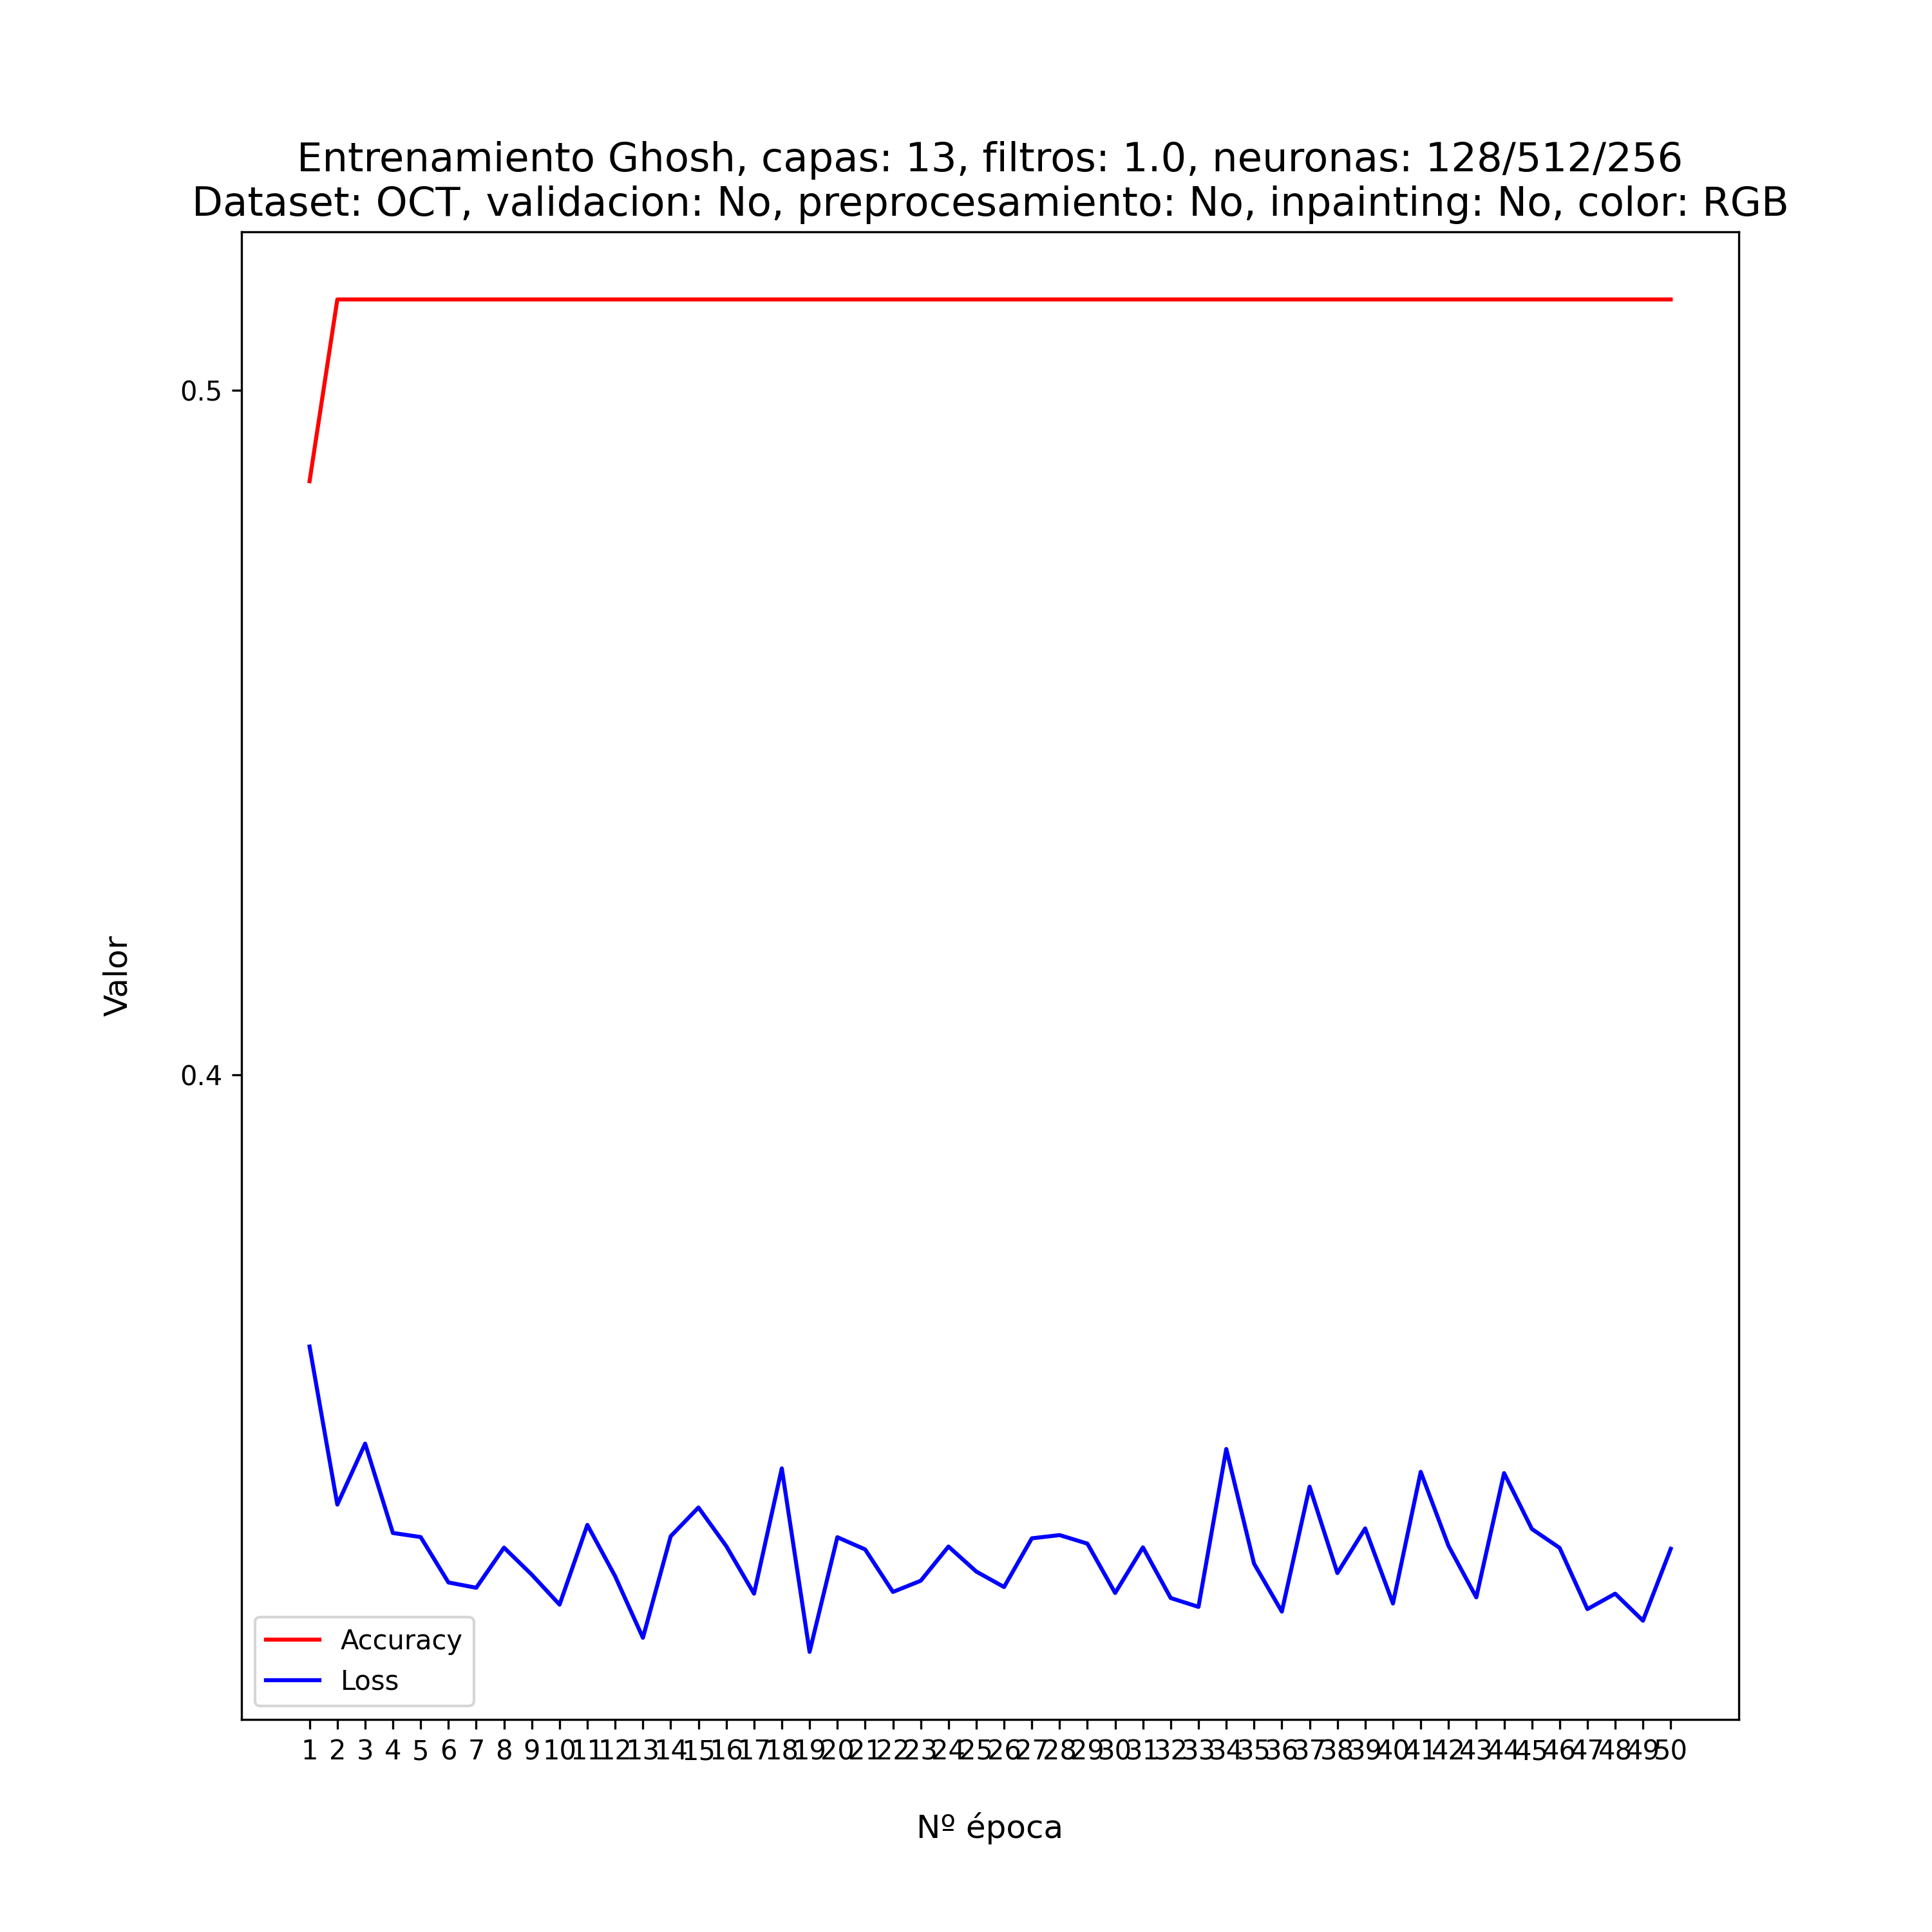 Entrenamiento Ghosh, capas: 13, filtros: 1.0, neuronas: 128/512/256
Dataset: OCT, validacion: No, preprocesamiento: No, inpainting: No, color: RGB
0.5
0.4
Valor
Accuracy
Loss
1 2 3 4 5 6 7 8 9 10 11 12 13 14 15 16 17 18 19 20 21 22 23 24 25 26 27 28 29 30 31 32 33 34 35 36 37 38 39 40 41 42 43 44 45 46 47 48 49 50
Nº época